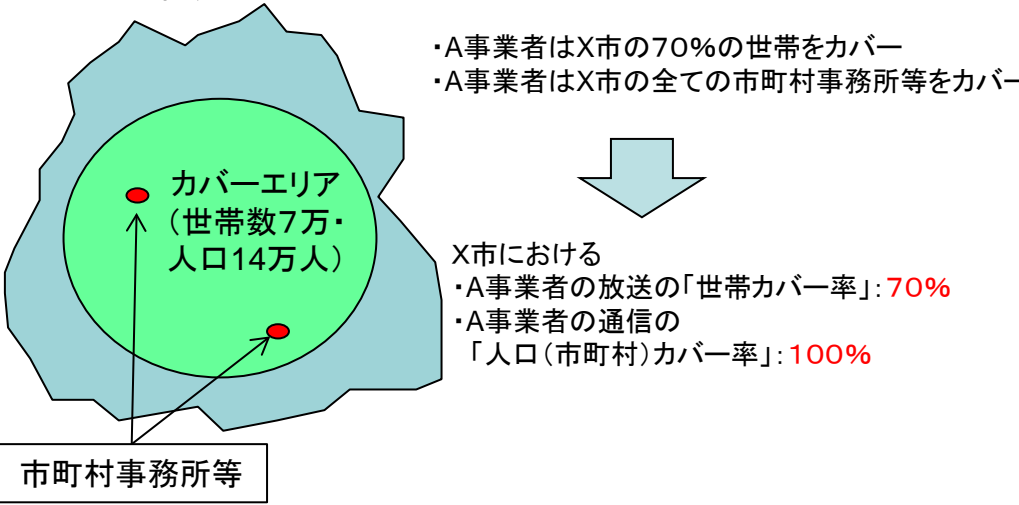 ・A事業者はX市の70%の世帯をカバー
・A事業者はX市の全ての市町村事務所等をカバー
カバーエリア
(世帯数7万・
人口14万人)
X市における
・A事業者の放送の「世帯カバー率」:70%
・A事業者の通信の
「人口(市町村)カバー率」:100%
市町村事務所等